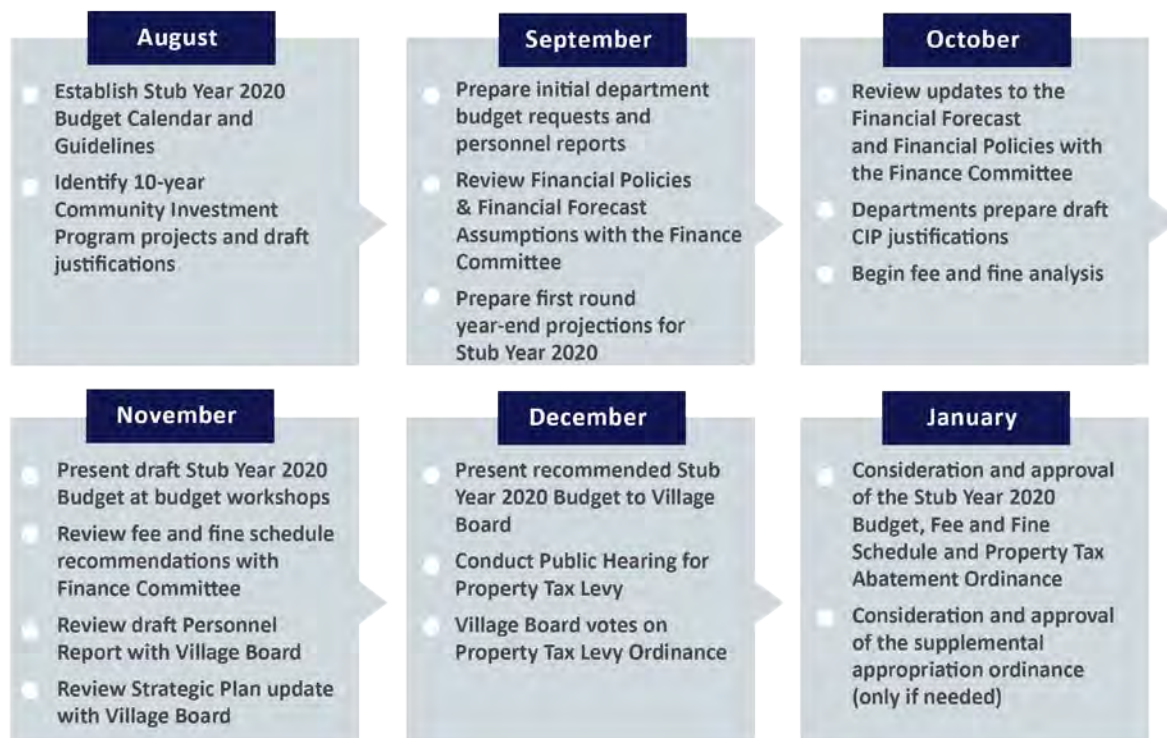 August
Establish Stub Year 2020
Budget Calendar and
Guidelines
Identify 10-year
Community Investment
Program projects and draft
justifications
September
Prepare initial department
budget requests and
personnel reports
Review Financial Policies
& Financial Forecast
Assumptions with the Finance
Committee
Prepare first round
year-end projections for
Stub Year 2020
October
Review updates to the
Financial Forecast
and Financial Policies with
the Finance Committee
Departments prepare draft
CIP justifications
Begin fee and fine analysis
November
Present draft Stub Year 2020
Budget at budget workshops
Review fee and fine schedule
recommendations with
Finance Committee
Review draft Personnel
Report with Village Board
Review Strategic Plan update
with Village Board
December
Present recommended Stub
Year 2020 Budget to Village
Board
Conduct Public Hearing for
Property Tax Levy
Village Board votes on
Property Tax Levy Ordinance
January
Consideration and approval
of the Stub Year 2020
Budget, Fee and Fine
Schedule and Property Tax
Abatement Ordinance
Consideration and approval
of the supplemental
appropriation ordinance
(only if needed)